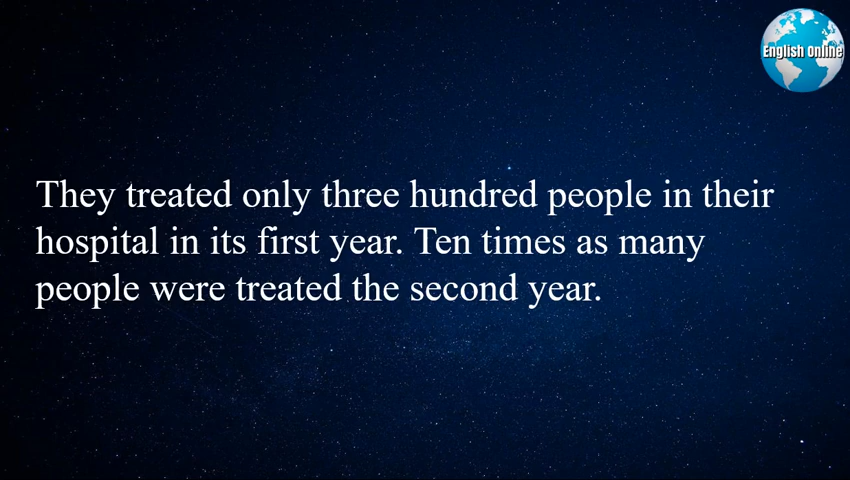 English Online
They treated only three hundred people in their
hospital in its first year. Ten times as many
people were treated the second year.